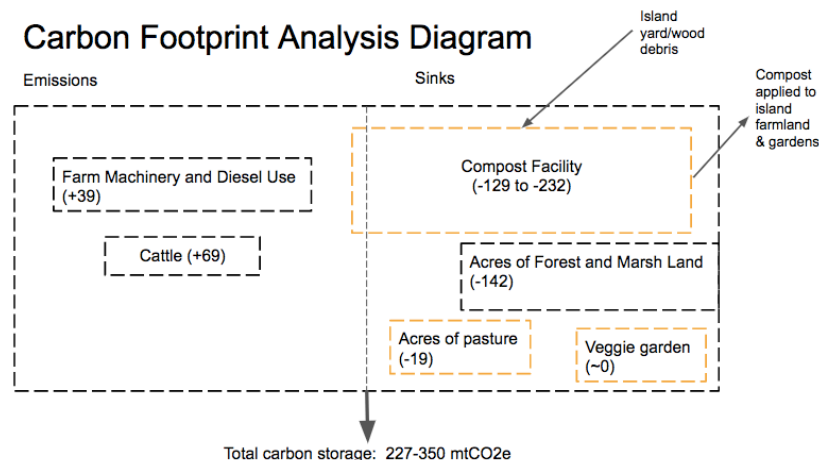 Carbon Footprint Analysis Diagram
Island
yard/wood
debris
Emissions
Sinks
Compost
applied to
island
farmland
& gardens
Compost Facility
(-129 to -232)
Farm Machinery and Diesel Use
(+39)
Cattle (+69)
Acres of Forest and Marsh Land
(-142)
Acres of pasture
(-19)
Veggie garden
(~0)
Total carbon storage:  227-350 mtCO2e